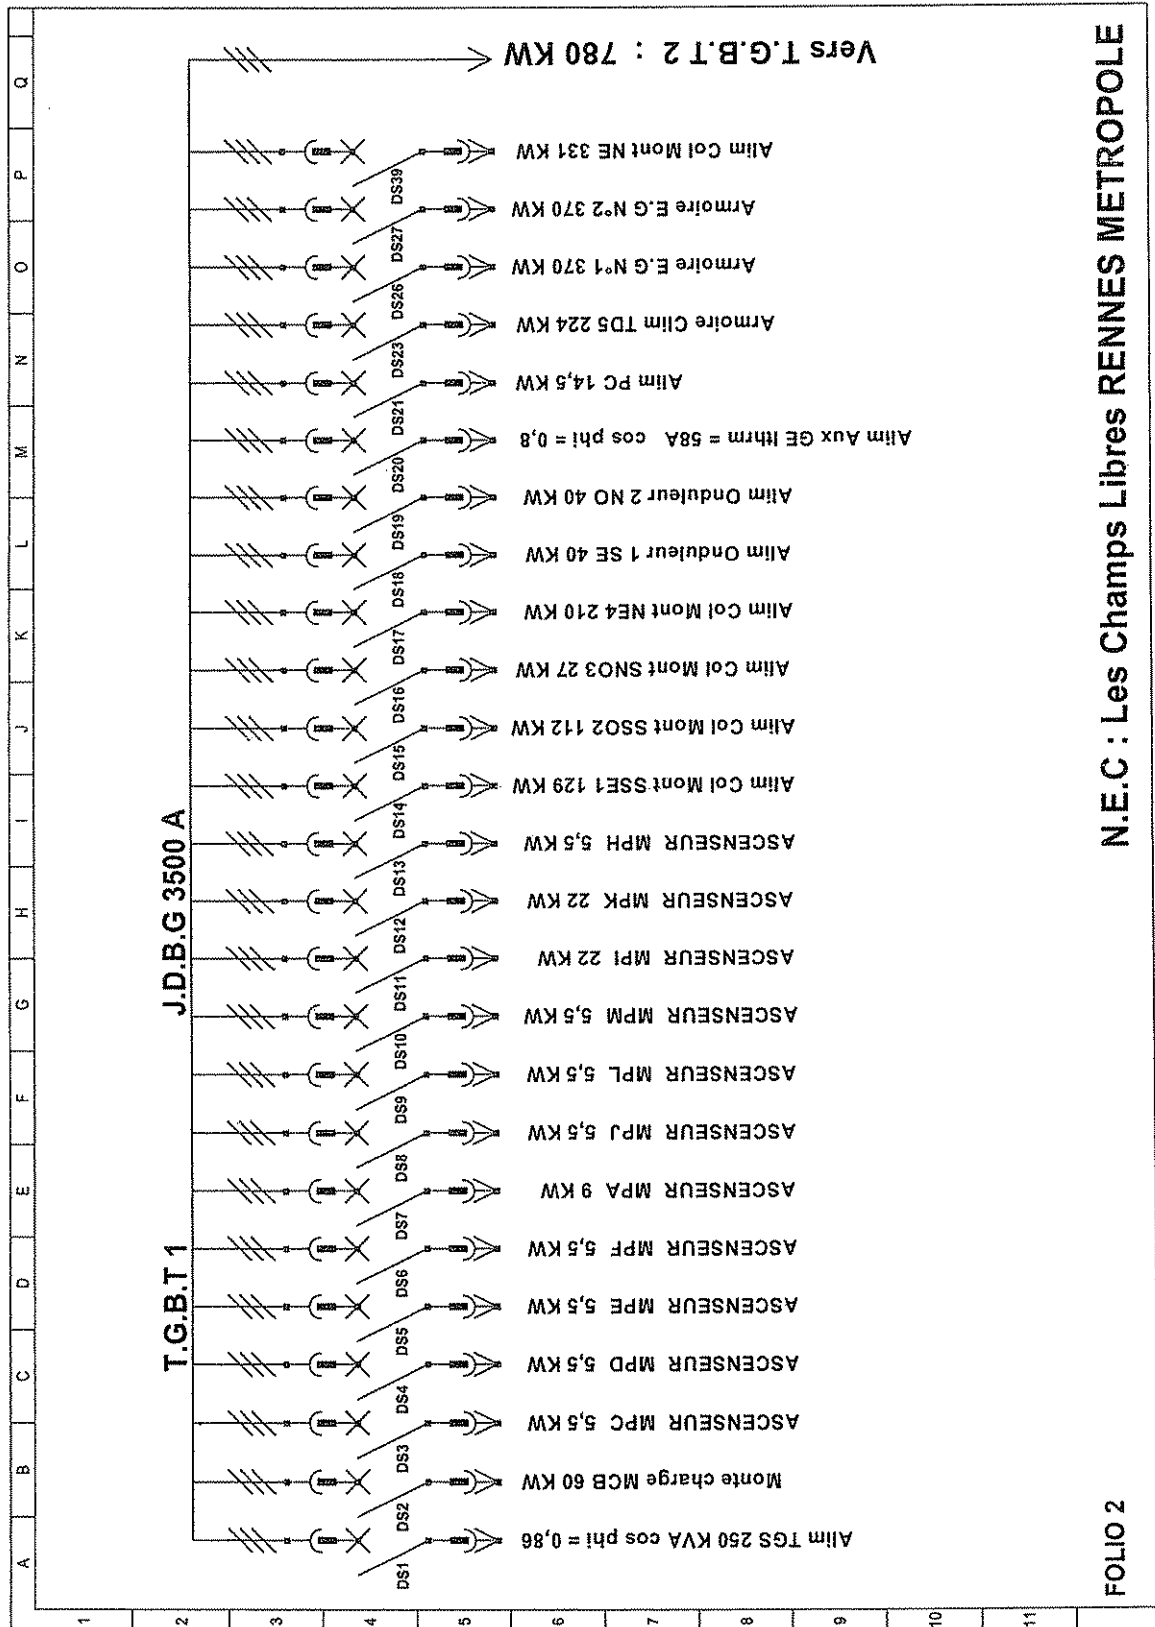 A B C D E F G H I J K L M N O P Q
1
2
3
4
5
6
7
8
9
10
11
T.G.B.T 1
J.D.B.G 3500 A
DS1
DS2
DS3
DS4
DS5
DS6
DS7
DS8
DS9
DS10
DS11
DS12
DS13
DS14
DS15
DS16
DS17
DS18
DS19
DS20
DS21
DS23
DS26
DS27
DS39
Alim TGS 250 KVA cos phi = 0,86
Monte charge MCB 60 KW
ASCENSEUR MPC 5,5 KW
ASCENSEUR MPD 5,5 KW
ASCENSEUR MPE 5,5 KW
ASCENSEUR MPF 5,5 KW
ASCENSEUR MPA 9 KW
ASCENSEUR MPJ 5,5 KW
ASCENSEUR MPL 5,5 KW
ASCENSEUR MPM 5,5 KW
ASCENSEUR MPI 22 KW
ASCENSEUR MPK 22 KW
ASCENSEUR MPH 5,5 KW
Alim Col Mont SSE1 129 KW
Alim Col Mont SSO2 112 KW
Alim Col Mont SNO3 27 KW
Alim Col Mont NE4 210 KW
Alim Onduleur 1 SE 40 KW
Alim Onduleur 2 NO 40 KW
Alim Aux GE Ithrm = 58A cos phi = 0,8
Alim PC 14,5 KW
Armoire Clim TD5 224 KW
Armoire E.G N°1 370 KW
Armoire E.G N°2 370 KW
Alim Col Mont NE 331 KW
Vers T.G.B.T 2 : 780 KW
FOLIO 2
N.E.C : Les Champs Libres RENNES METROPOLE